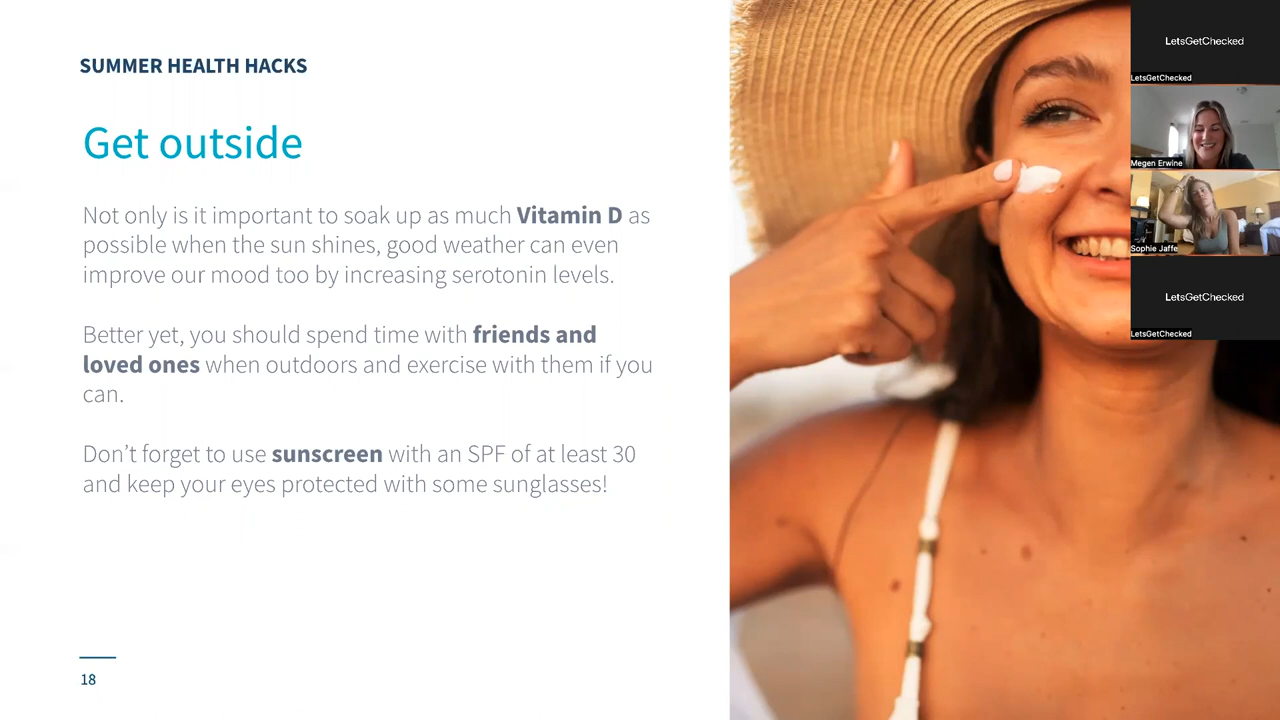 SUMMER HEALTH HACKS
Get outside
Not only is it important to soak up as much Vitamin D as
possible when the sun shines, good weather can even
improve our mood too by increasing serotonin levels.
Better yet, you should spend time with friends and
loved ones when outdoors and exercise with them if you
can.
Don’t forget to use sunscreen with an SPF of at least 30
and keep your eyes protected with some sunglasses!
18
LetsGetChecked
LetsGetChecked
Megen Erwine
Sophie Jaffe
LetsGetChecked
LetsGetChecked